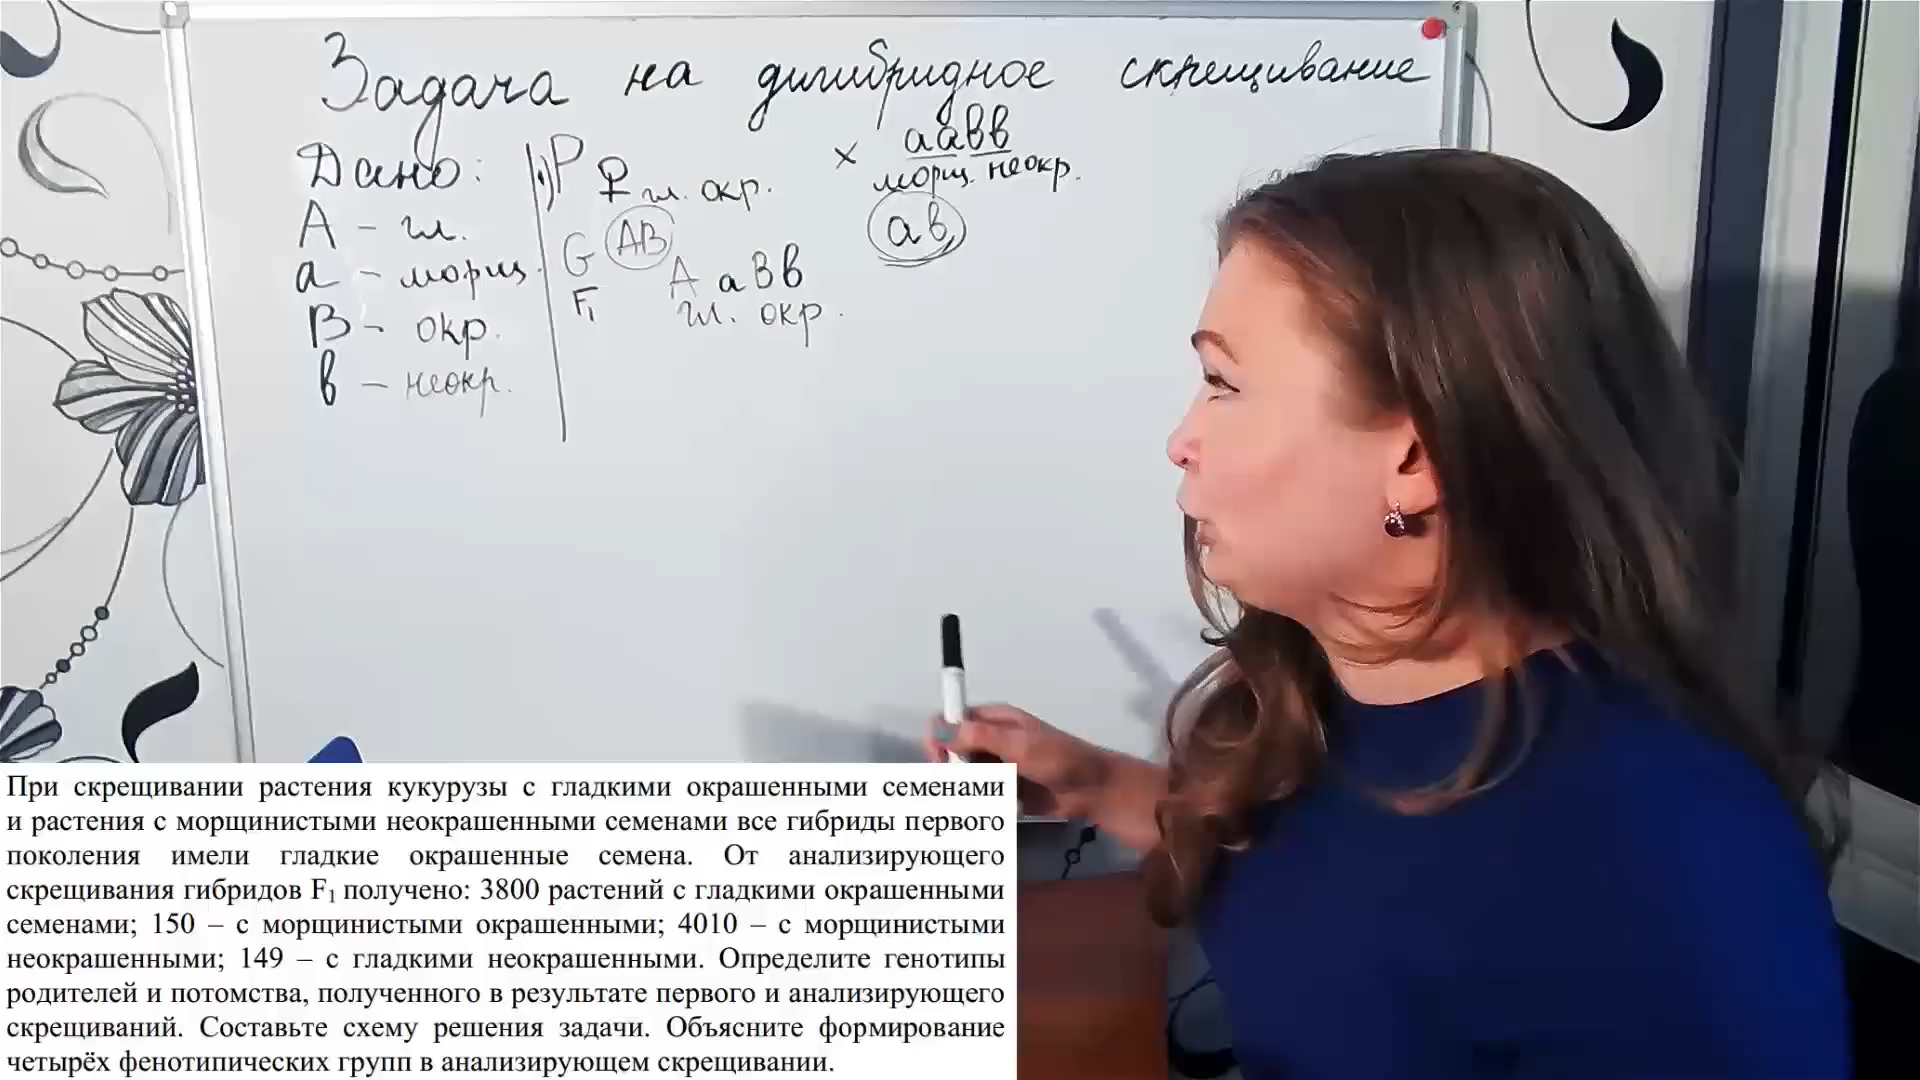 Задача на дигибридное скрещивание
Дано:
А – гл.
а – морщ.
В – окр.
в – неокр.
1) Р ♀ гл. окр. × аавв
морщ. неокр.
G АВ ав
F₁ АаВв
гл. окр.
При скрещивании растения кукурузы с гладкими окрашенными семенами
и растения с морщинистыми неокрашенными семенами все гибриды первого
поколения имели гладкие окрашенные семена. От анализирующего
скрещивания гибридов F₁ получено: 3800 растений с гладкими окрашенными
семенами; 150 – с морщинистыми окрашенными; 4010 – с морщинистыми
неокрашенными; 149 – с гладкими неокрашенными. Определите генотипы
родителей и потомства, полученного в результате первого и анализирующего
скрещиваний. Составьте схему решения задачи. Объясните формирование
четырёх фенотипических групп в анализирующем скрещивании.